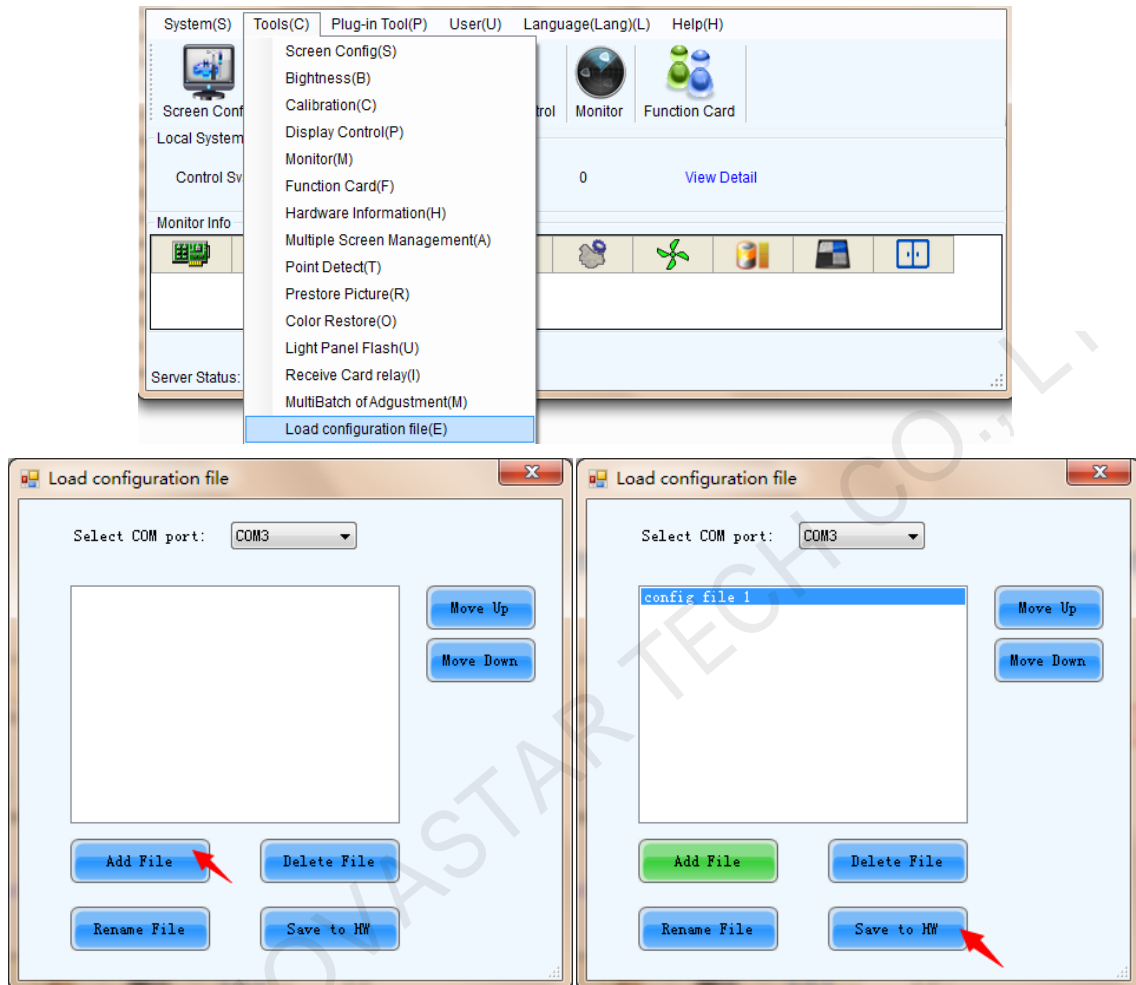 System(S) Tools(C) Plug-in Tool(P) User(U) Language(Lang)(L) Help(H)
Screen Config(S)
Bightness(B)
Calibration(C)
Display Control(P)
Monitor(M)
Function Card(F)
Hardware Information(H)
Multiple Screen Management(A)
Point Detect(T)
Prestore Picture(R)
Color Restore(O)
Light Panel Flash(U)
Receive Card relay(I)
MultiBatch of Adgustment(M)
Load configuration file(E)
Screen Conf
trol Monitor Function Card
Local System
Control Sy
0 View Detail
Monitor Info
Server Status:
Load configuration file
Select COM port: COM3
Move Up
Move Down
Add File Delete File
Rename File Save to HW
Load configuration file
Select COM port: COM3
config file 1
Move Up
Move Down
Add File Delete File
Rename File Save to HW
OVASTAR TECH CO., L